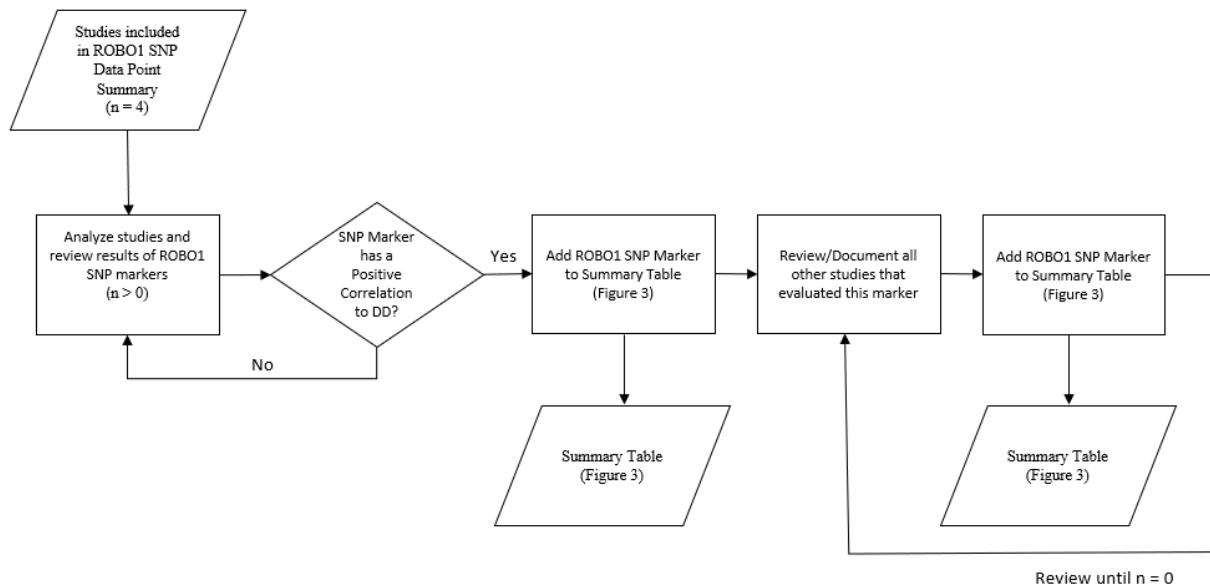 Studies included
in ROBO1 SNP
Data Point
Summary
(n = 4)
Analyze studies and
review results of ROBO1
SNP markers
(n > 0)
SNP Marker
has a
Positive
Correlation
to DD?
Yes
No
Add ROBO1 SNP Marker
to Summary Table
(Figure 3)
Review/Document all
other studies that
evaluated this marker
Add ROBO1 SNP Marker
to Summary Table
(Figure 3)
Summary Table
(Figure 3)
Summary Table
(Figure 3)
Review until n = 0